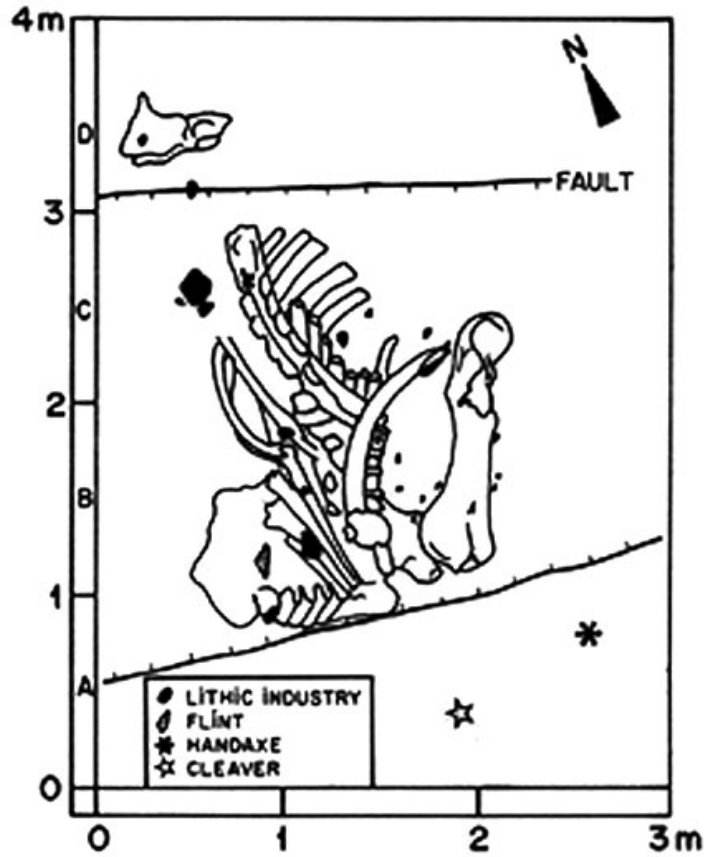 4m
N
D
FAULT
3
C
2
B
1
A
LITHIC INDUSTRY
FLINT
HANDAXE
CLEAVER
0
0 1 2 3m